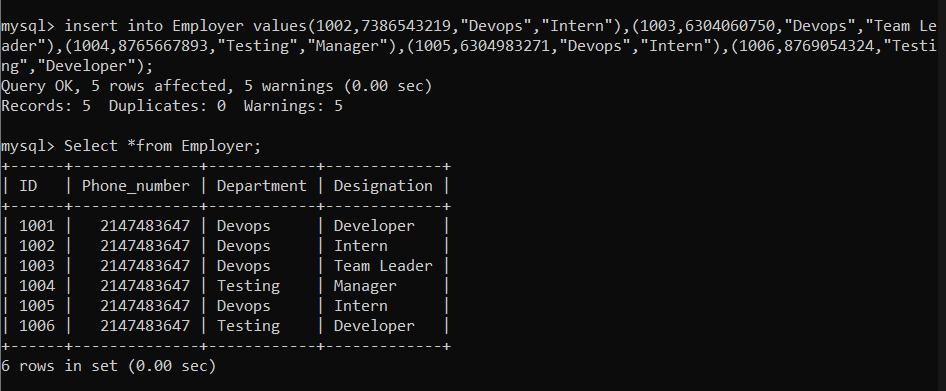 mysql> insert into Employer values(1002,7386543219,"Devops","Intern"),(1003,6304060750,"Devops","Team Le
ader"),(1004,8765667893,"Testing","Manager"),(1005,6304983271,"Devops","Intern"),(1006,8769054324,"Testi
ng","Developer");
Query OK, 5 rows affected, 5 warnings (0.00 sec)
Records: 5  Duplicates: 0  Warnings: 5
mysql> Select *from Employer;
+------+--------------+------------+-------------+
| ID   | Phone_number | Department | Designation |
+------+--------------+------------+-------------+
| 1001 |   2147483647 | Devops     | Developer   |
| 1002 |   2147483647 | Devops     | Intern      |
| 1003 |   2147483647 | Devops     | Team Leader |
| 1004 |   2147483647 | Testing    | Manager     |
| 1005 |   2147483647 | Devops     | Intern      |
| 1006 |   2147483647 | Testing    | Developer   |
+------+--------------+------------+-------------+
6 rows in set (0.00 sec)